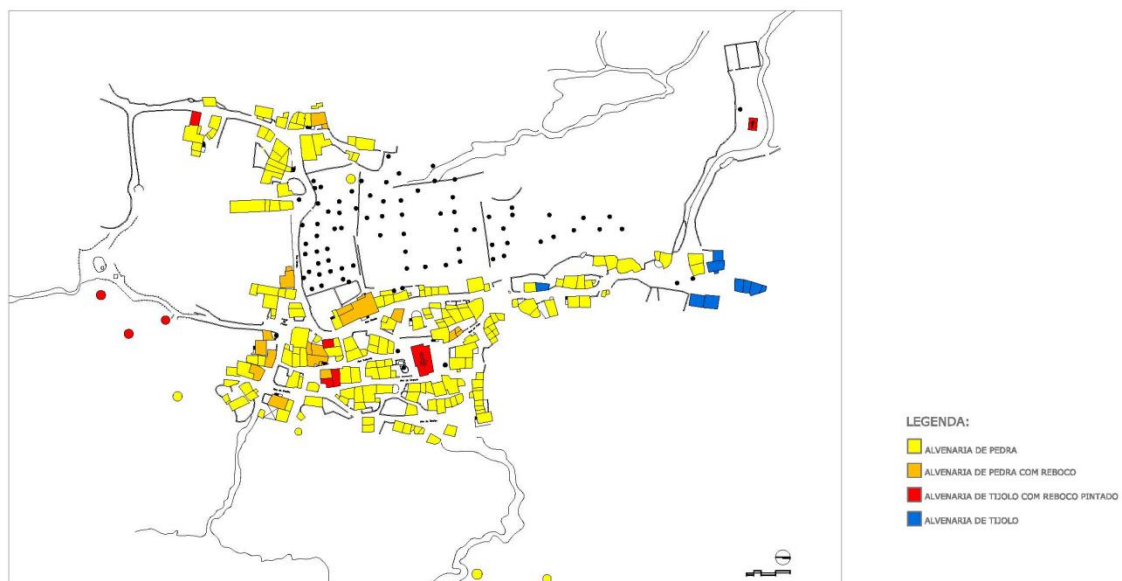 LEGENDA:
ALVENARIA DE PEDRA
ALVENARIA DE PEDRA COM REBOCO
ALVENARIA DE TIJOLO COM REBOCO PINTADO
ALVENARIA DE TIJOLO